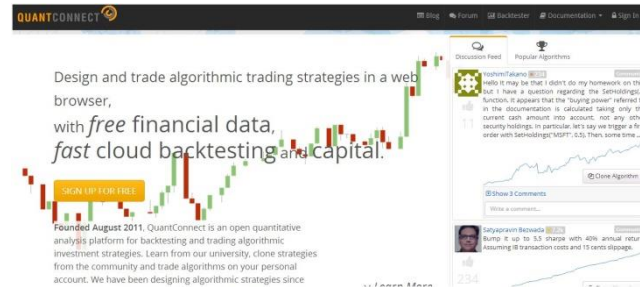 QUANTCONNECT
Blog Forum Backtester Documentation Sign In
Discussion Feed Popular Algorithms
Design and trade algorithmic trading strategies in a web
browser,
with free financial data,
fast cloud backtesting and capital.
SIGN UP FOR FREE
Founded August 2011, QuantConnect is an open quantitative
analysis platform for backtesting and trading algorithmic
investment strategies. Learn from our university, clone strategies
from the community and trade algorithms on your personal
account. We have been designing algorithmic strategies since
Learn More
YoshimiTakano
Hello It may be that I didn't do my homework on thi
but I have a question regarding the SetHoldings(
function. It appears that the "buying power" referred t
in the documentation is calculated taking only th
current cash amount into account, not any othe
security holdings. In particular, let's say we trigger a fir
order with SetHoldings("MSFT", 0.5). Then, some time ...
11
Clone Algorithm
Show 3 Comments
Write a comment...
Satyapravin Bezwada
Bump it up to 3.5 sharpe with 40% annual retur
Assuming IB transaction costs and 15 cents slippage.
234